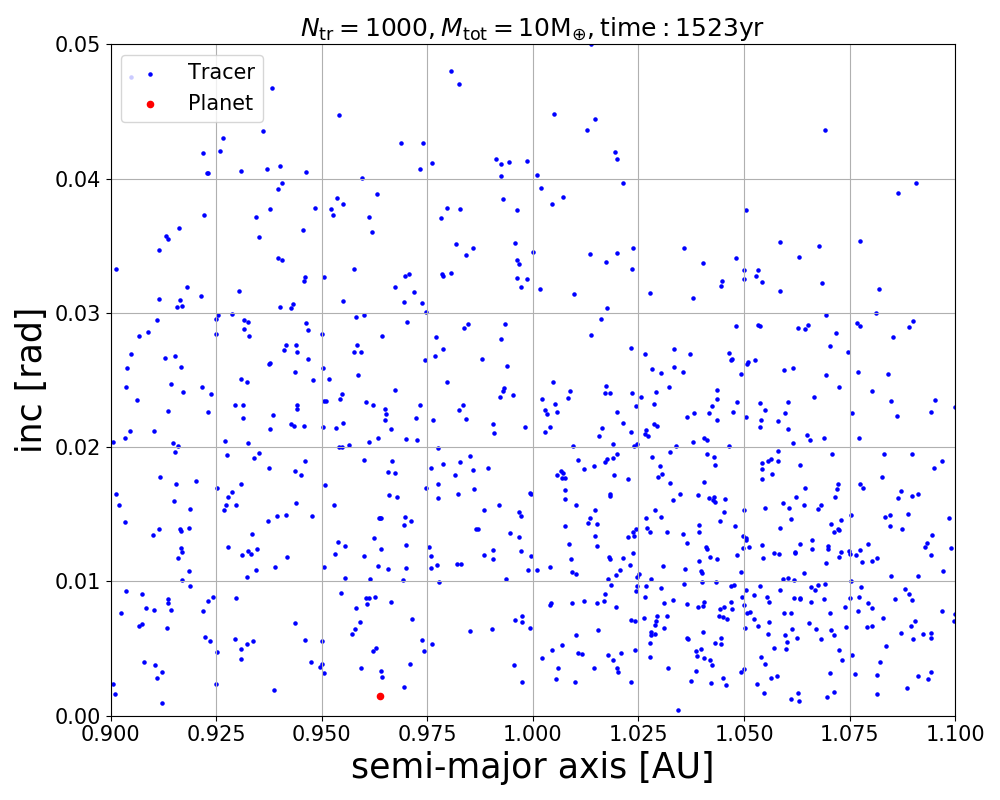 N_tr = 1000, M_tot = 10M_⊕, time : 1523yr
Tracer
Planet
0.05
0.04
0.03
0.02
0.01
0.00
inc [rad]
0.900 0.925 0.950 0.975 1.000 1.025 1.050 1.075 1.100
semi-major axis [AU]